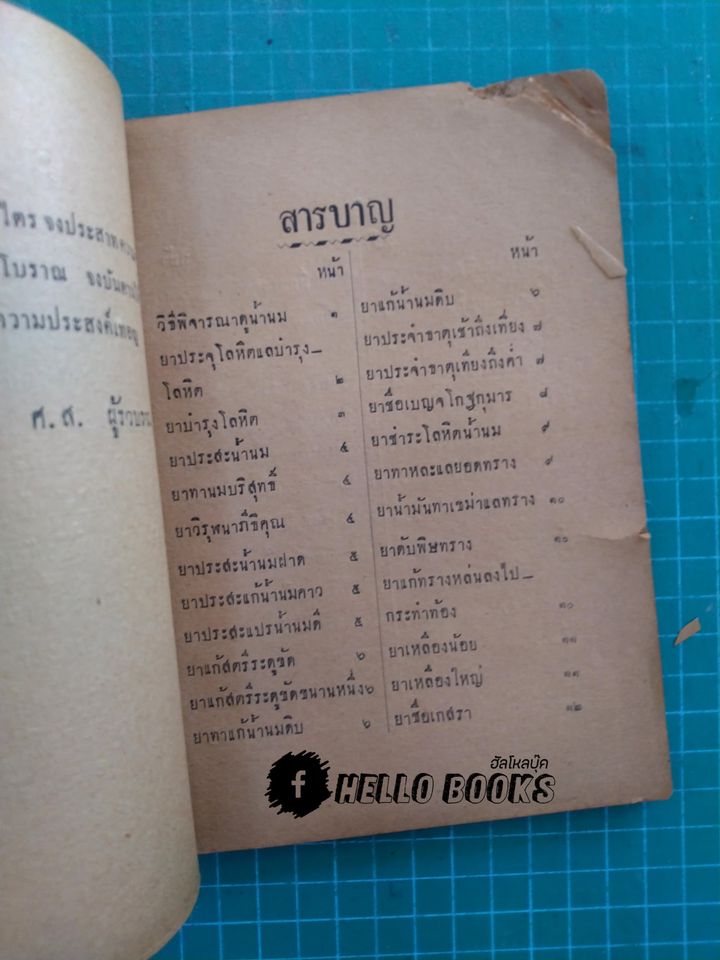 ไตร จงประสาท
โบราณ จงบันดาล
ความประสงค์เทอญ
ศ.ส. ผู้รวบรวม
สารบาญ
หน้า
วิธีพิจารณาดูน้ำนม ๑
ยาประจุโลหิตแลบำรุง–
โลหิต ๒
ยาบำรุงโลหิต ๓
ยาประสะน้ำนม ๔
ยาทานมบริสุทธิ์ ๔
ยาวิรุฬนาภีธิคุณ ๔
ยาประสะน้ำนมฝาด ๕
ยาประสะแก้น้ำนมคาว ๕
ยาประสะแปรน้ำนมดี ๕
ยาแก้สตรีระดูขัด ๖
ยาแก้สตรีระดูขัดขนานหนึ่ง ๖
ยาทาแก้น้ำนมดิบ ๖
หน้า
ยาแก้น้ำนมดิบ ๖
ยาประจำธาตุเช้าถึงเที่ยง ๗
ยาประจำธาตุเที่ยงถึงค่ำ ๗
ยาชื่อเบญจโกฏกุมาร ๘
ยาชำระโลหิตน้ำนม ๙
ยาทาหละแลยอดทราง ๙
ยาน้ำมันทาเขม่าแลทราง ๑๐
ยาดับพิษทราง ๑๐
ยาแก้ทรางหล่นลงไป–
กระทำท้อง ๑๐
ยาเหลืองน้อย ๑๑
ยาเหลืองใหญ่ ๑๑
ยาชื่อเกสรา ๑๒
ฮัลโหลบุ๊ค
f HELLO BOOKS